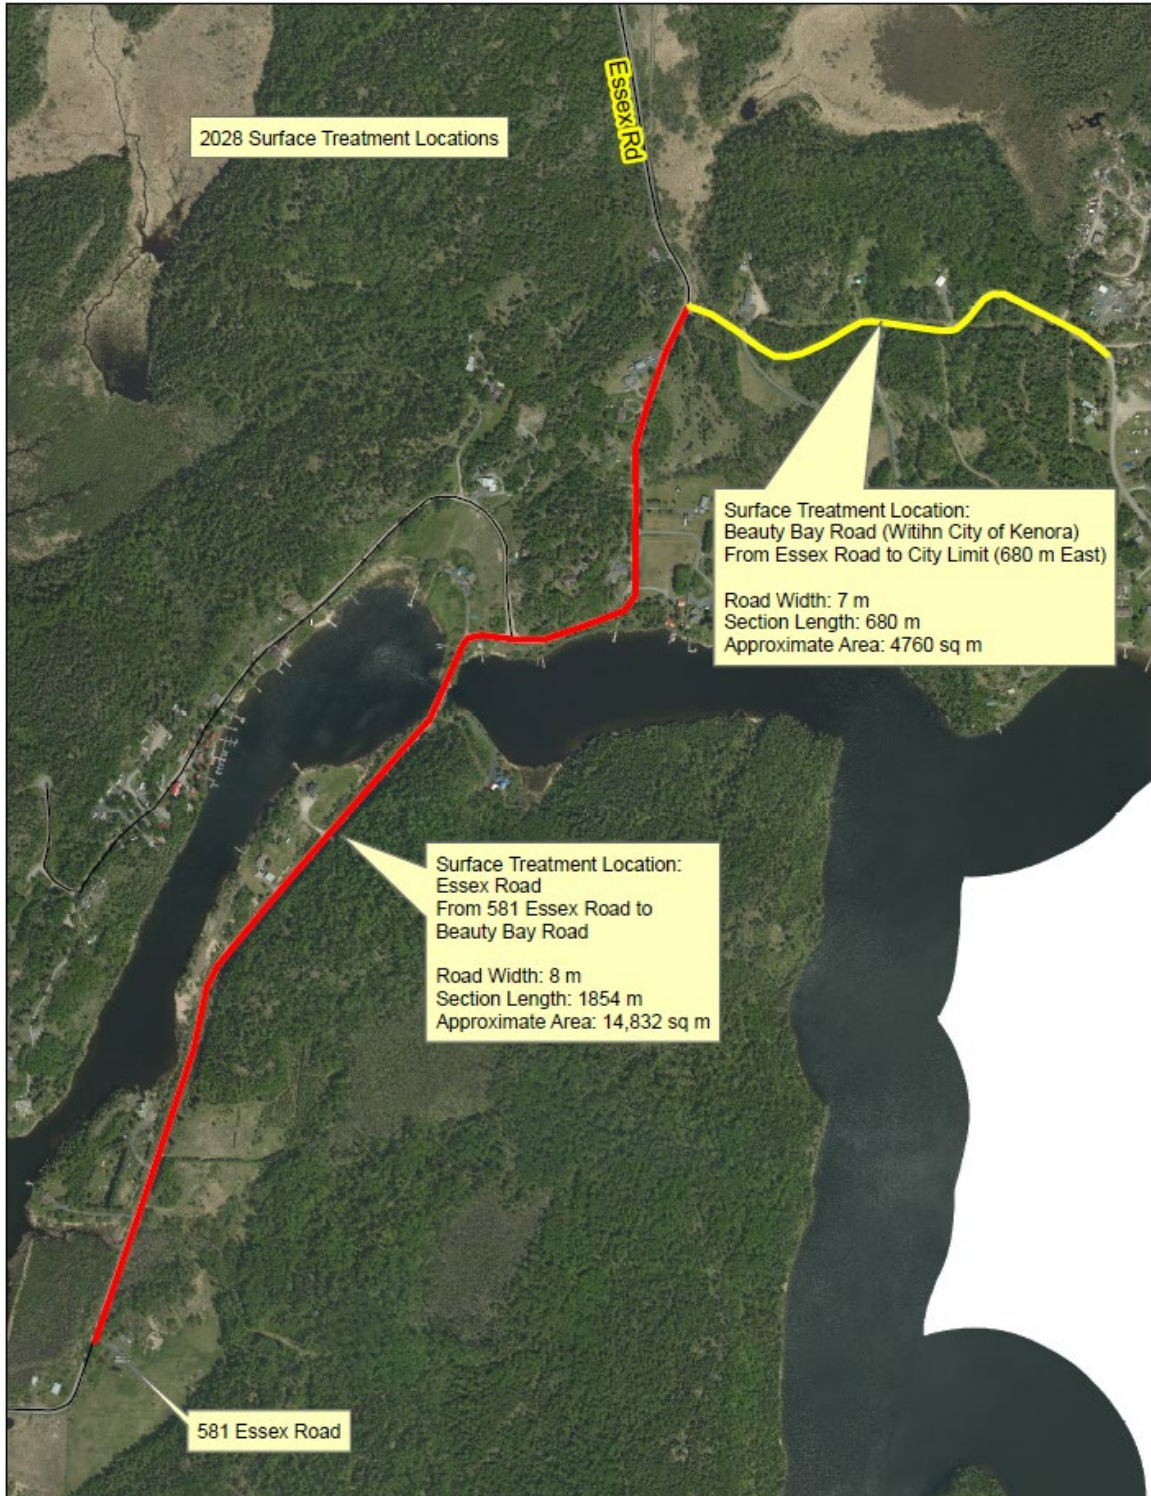 Essex Rd
2028 Surface Treatment Locations
Surface Treatment Location:
Beauty Bay Road (Witihn City of Kenora)
From Essex Road to City Limit (680 m East)
Road Width: 7 m
Section Length: 680 m
Approximate Area: 4760 sq m
Surface Treatment Location:
Essex Road
From 581 Essex Road to
Beauty Bay Road
Road Width: 8 m
Section Length: 1854 m
Approximate Area: 14,832 sq m
581 Essex Road